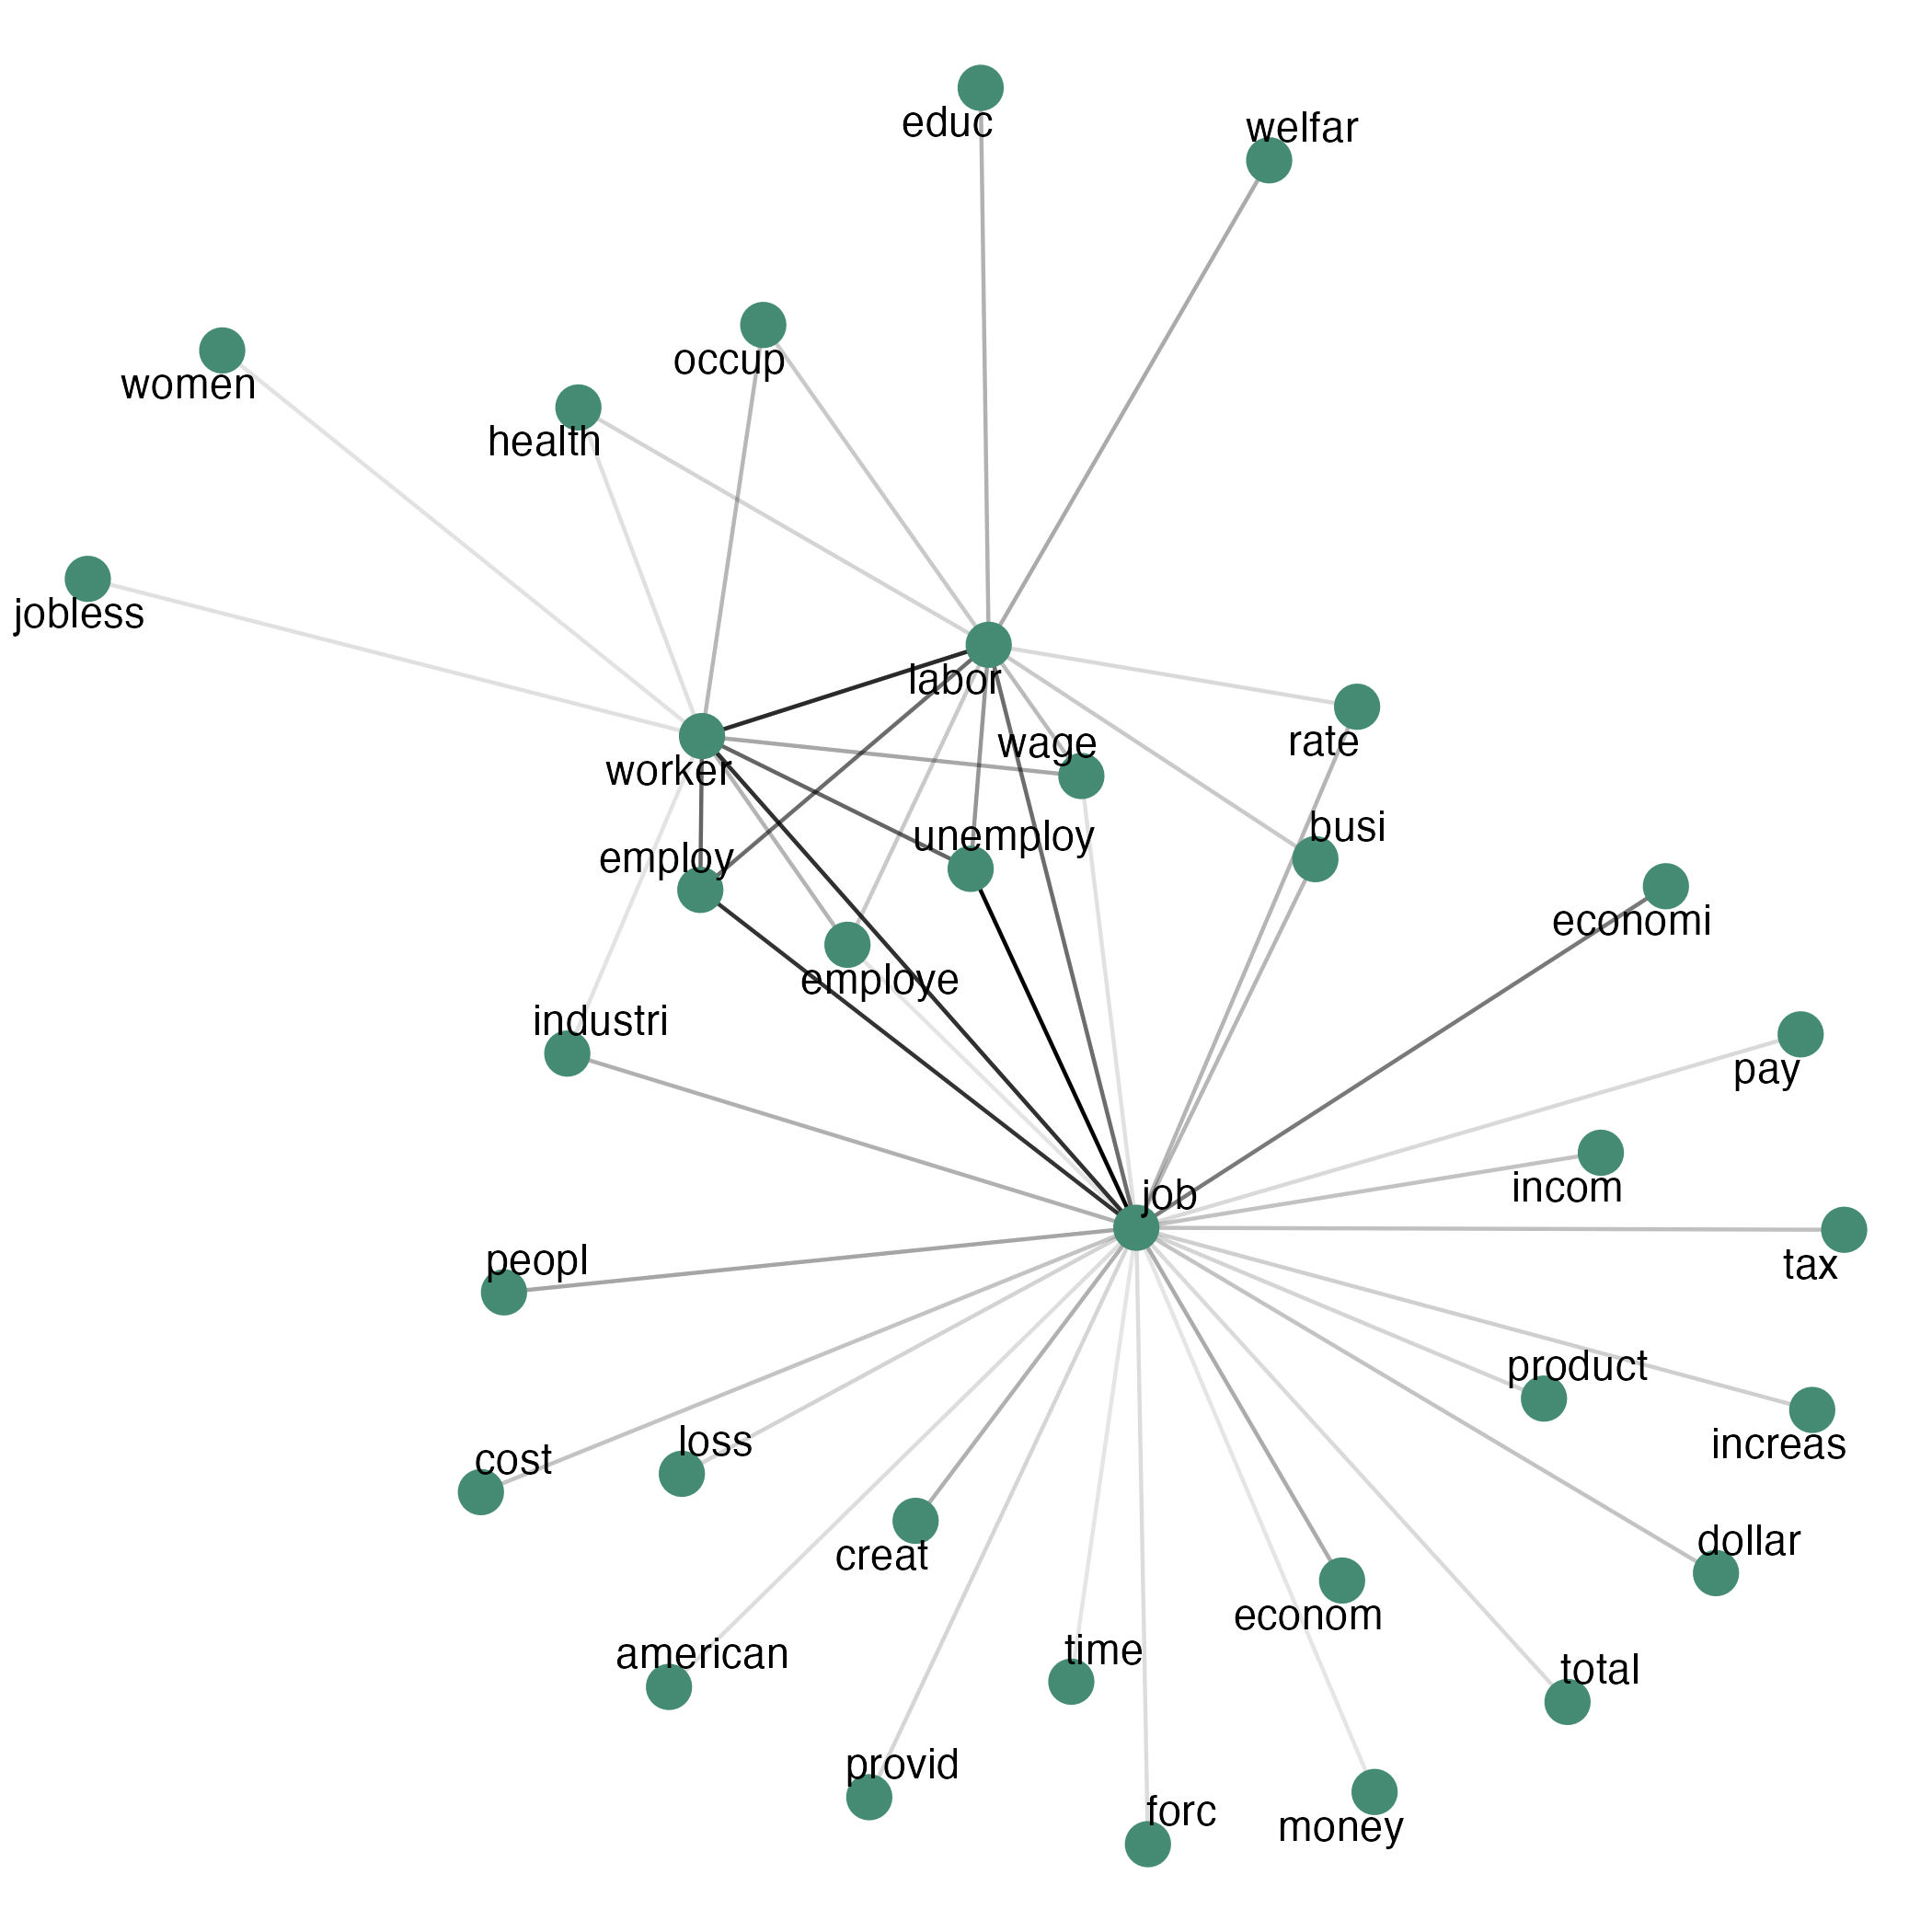 educ
welfar
occup
women
health
jobless
labor
wage
rate
worker
busi
unemploy
employ
economi
employe
industri
pay
incom
job
peopl
tax
product
loss
increas
cost
dollar
creat
econom
time
american
total
provid
forc
money